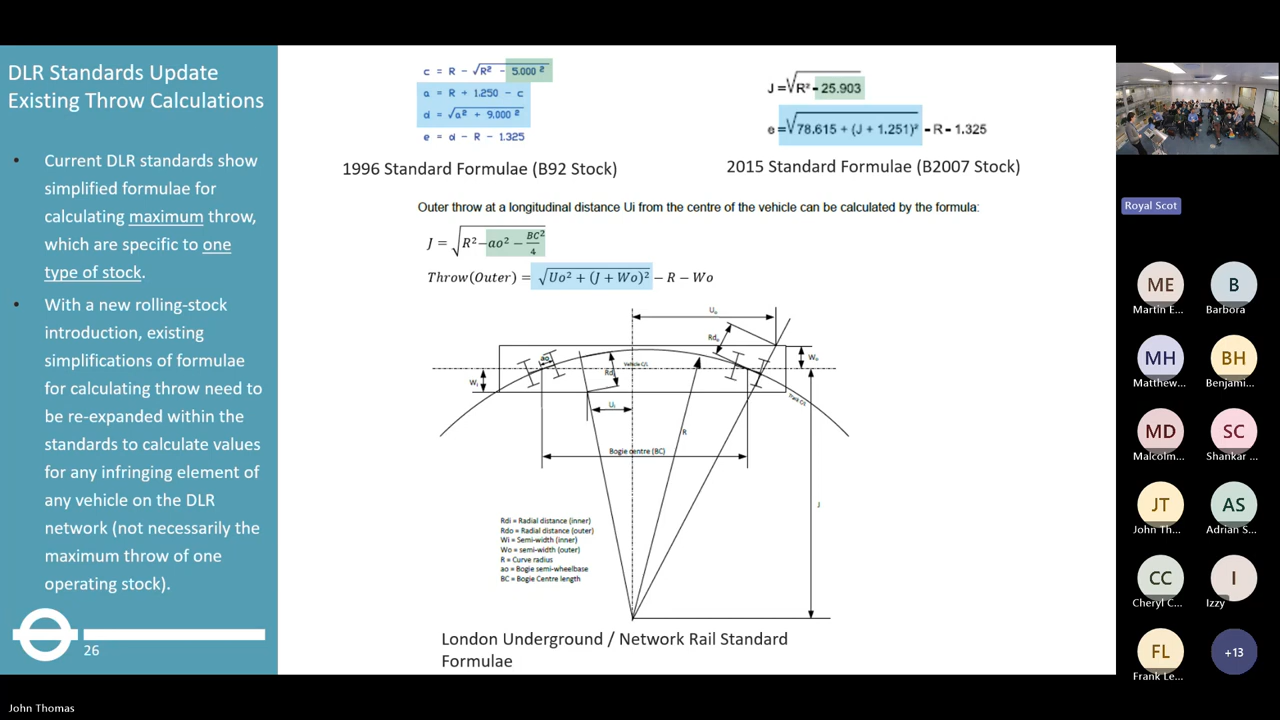 DLR Standards Update
Existing Throw Calculations
• Current DLR standards show
simplified formulae for
calculating maximum throw,
which are specific to one
type of stock.
• With a new rolling-stock
introduction, existing
simplifications of formulae
for calculating throw need to
be re-expanded within the
standards to calculate values
for any infringing element of
any vehicle on the DLR
network (not necessarily the
maximum throw of one
operating stock).
26
c = R - √R² - 5.000 ²
a = R + 1.250 - c
d = √a² + 9.000 ²
e = d - R - 1.325
1996 Standard Formulae (B92 Stock)
J =√R² - 25.903
e =√78.615 + (J + 1.251)² - R - 1.325
2015 Standard Formulae (B2007 Stock)
Outer throw at a longitudinal distance Ui from the centre of the vehicle can be calculated by the formula:
J = √R²−ao² − BC²/4
Throw(Outer) = √Uo² + (J + Wo)² − R − Wo
ao
Vehicle C/L
Track C/L
R
Bogie centre (BC)
J
Rdi = Radial distance (inner)
Rdo = Radial distance (outer)
Wi = Semi-width (inner)
Wo = semi-width (outer)
R = Curve radius
ao = Bogie semi-wheelbase
BC = Bogie Centre length
London Underground / Network Rail Standard
Formulae
Royal Scot
ME
Martin E...
B
Barbora
MH
Matthew...
BH
Benjami...
MD
Malcolm...
SC
Shankar ...
JT
John Th...
AS
Adrian S...
CC
Cheryl C...
I
Izzy
FL
Frank Le...
+13
John Thomas